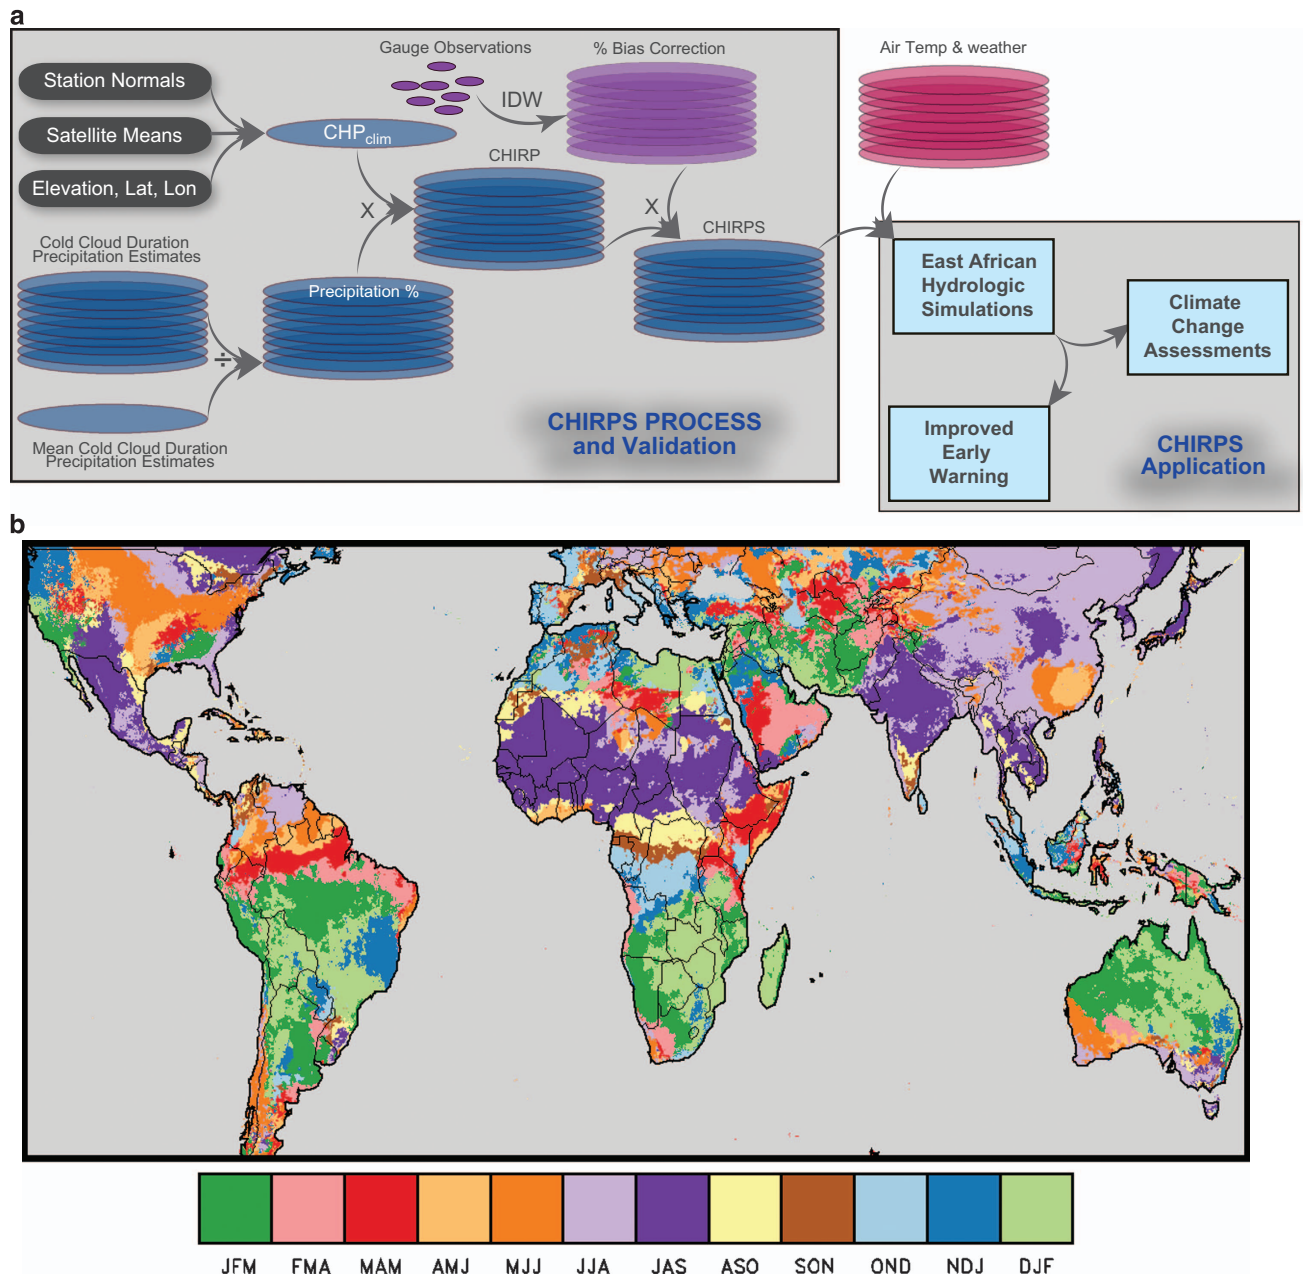 a
Gauge Observations
% Bias Correction
Air Temp & weather
Station Normals
Satellite Means
Elevation, Lat, Lon
CHPclim
IDW
CHIRP
X
X
CHIRPS
Cold Cloud Duration
Precipitation Estimates
Precipitation %
÷
Mean Cold Cloud Duration
Precipitation Estimates
CHIRPS PROCESS
and Validation
East African
Hydrologic
Simulations
Climate
Change
Assessments
Improved
Early
Warning
CHIRPS
Application
b
JFM FMA MAM AMJ MJJ JJA JAS ASO SON OND NDJ DJF